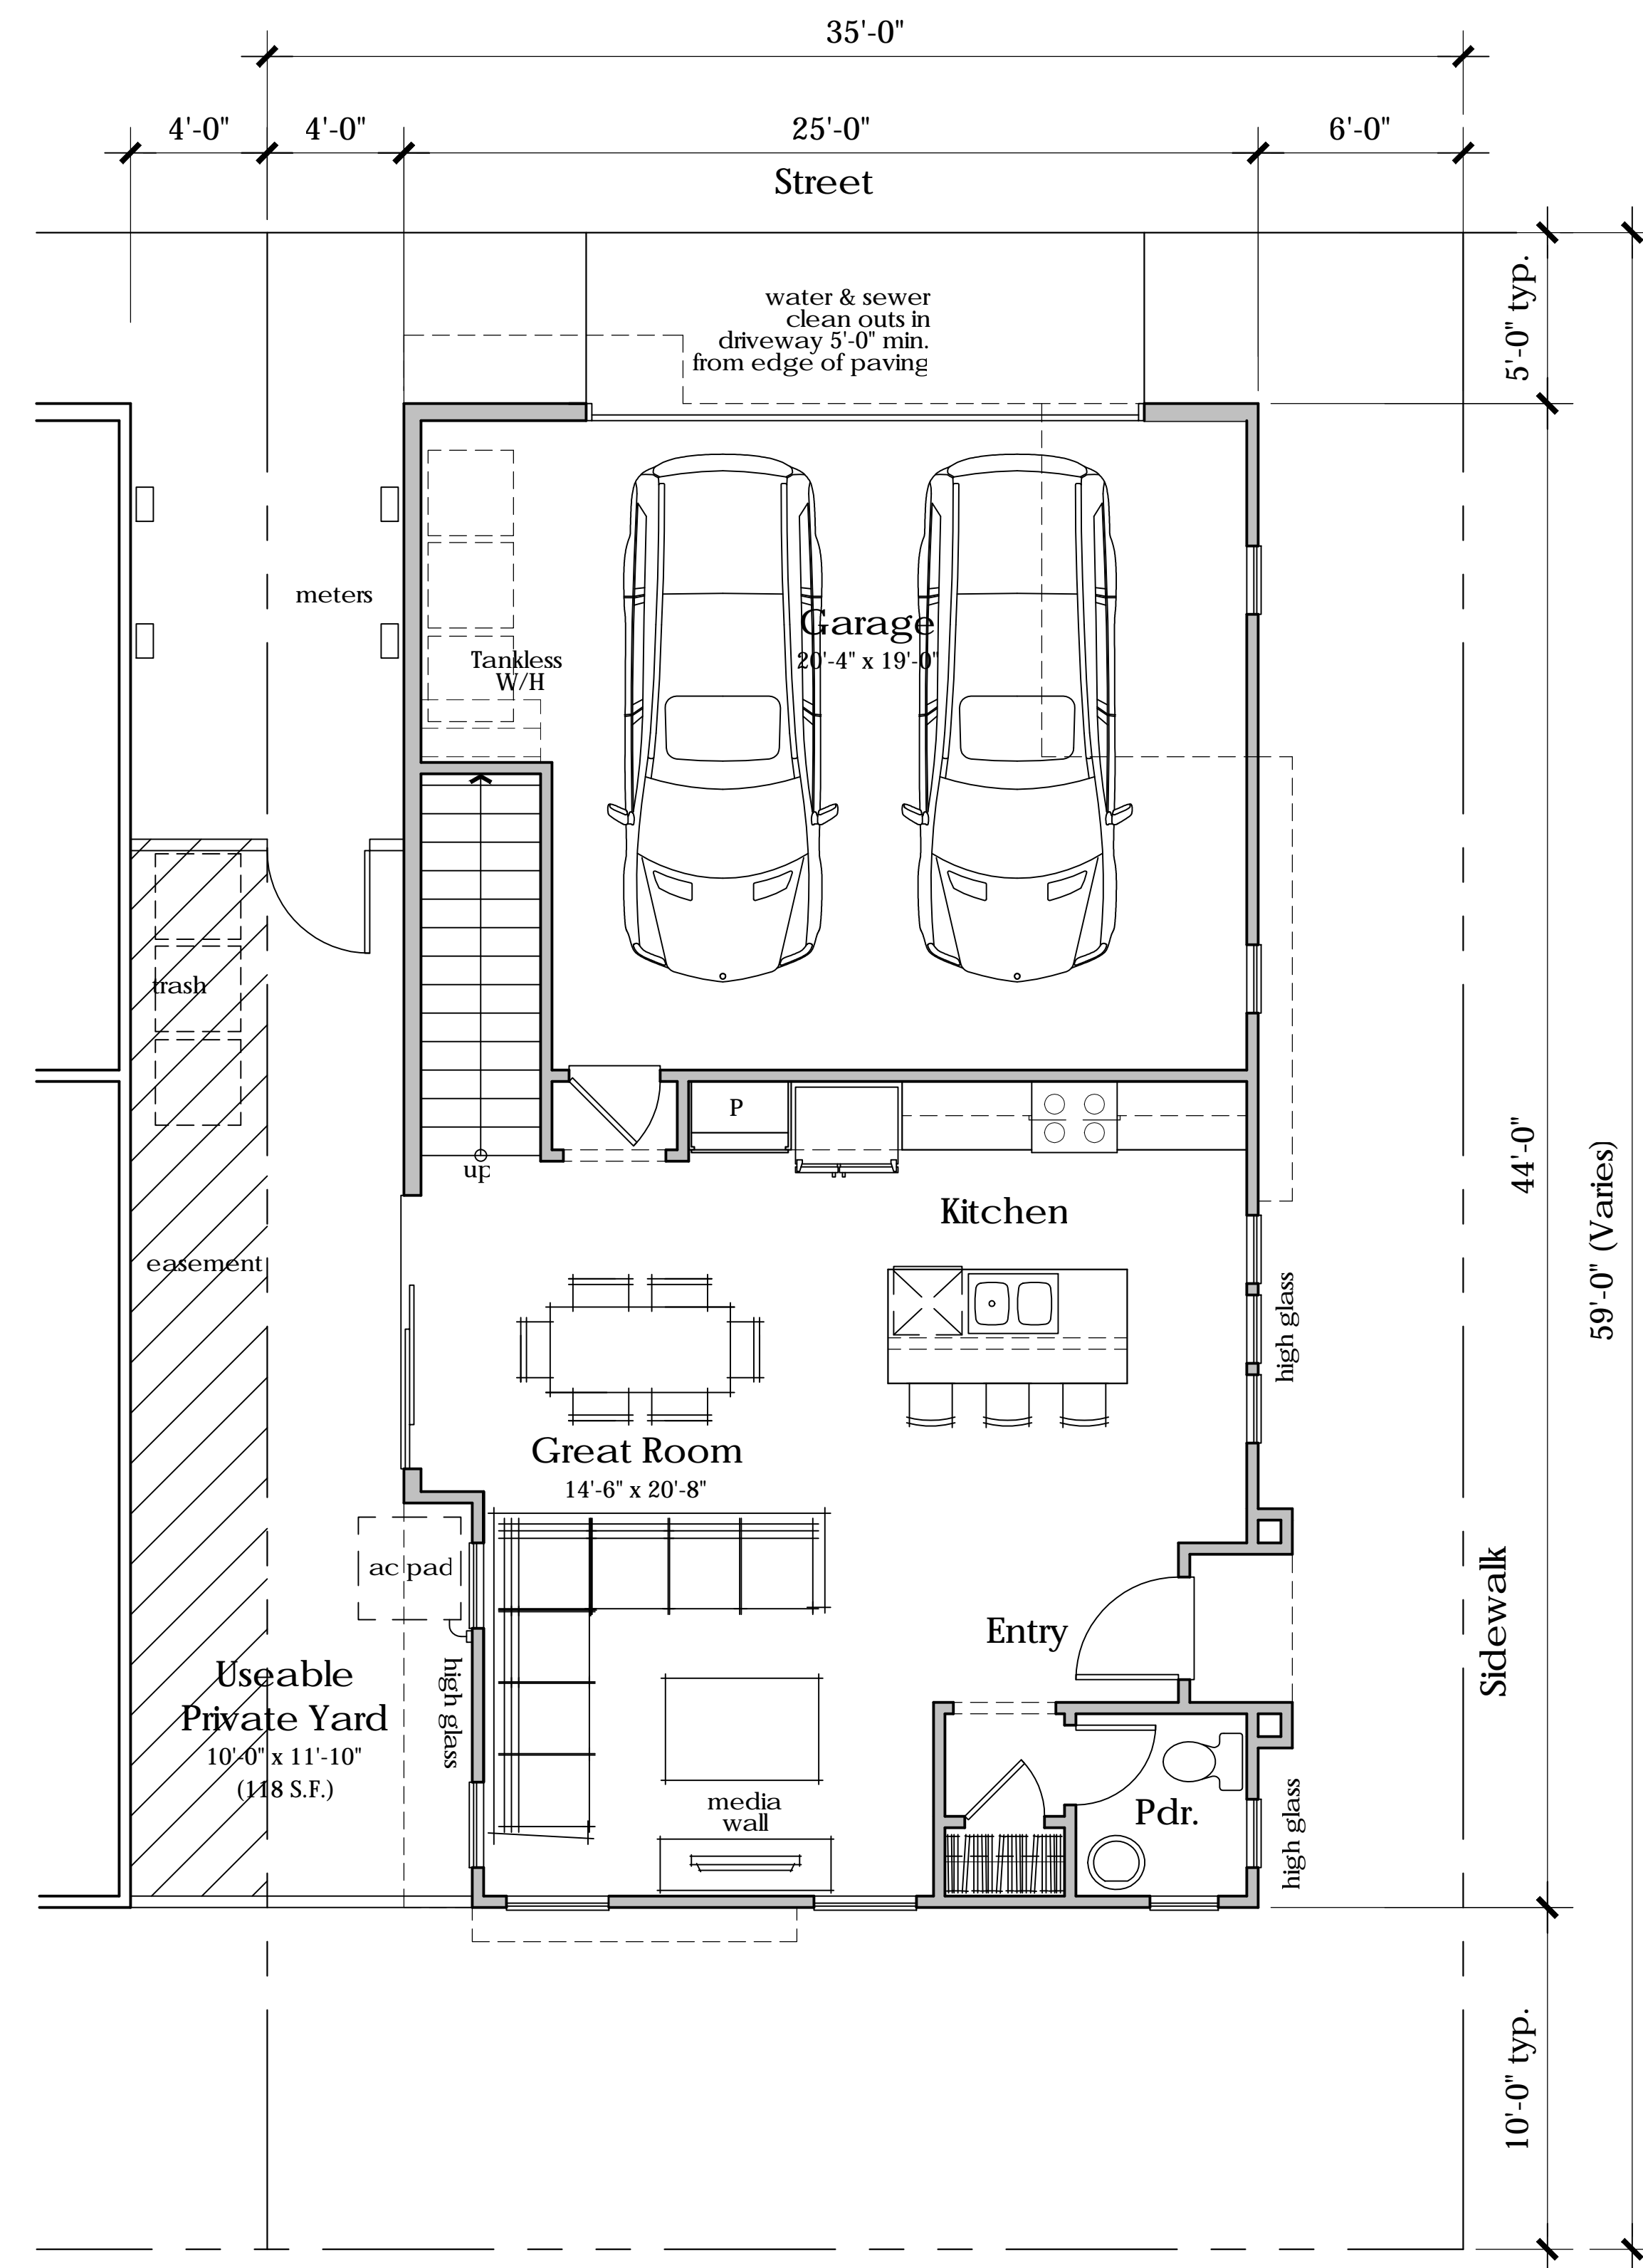 35'-0"
4'-0"
4'-0"
25'-0"
6'-0"
Street
5'-0" typ.
water & sewer
clean outs in
driveway 5'-0" min.
from edge of paving
meters
Garage
20'-4" x 19'-0"
Tankless
W/H
trash
P
up
Kitchen
44'-0"
59'-0" (Varies)
easement
high glass
Great Room
14'-6" x 20'-8"
ac pad
Entry
Sidewalk
Useable
Private Yard
10'-0" x 11'-10"
(118 S.F.)
high glass
media
wall
Pdr.
high glass
10'-0" typ.